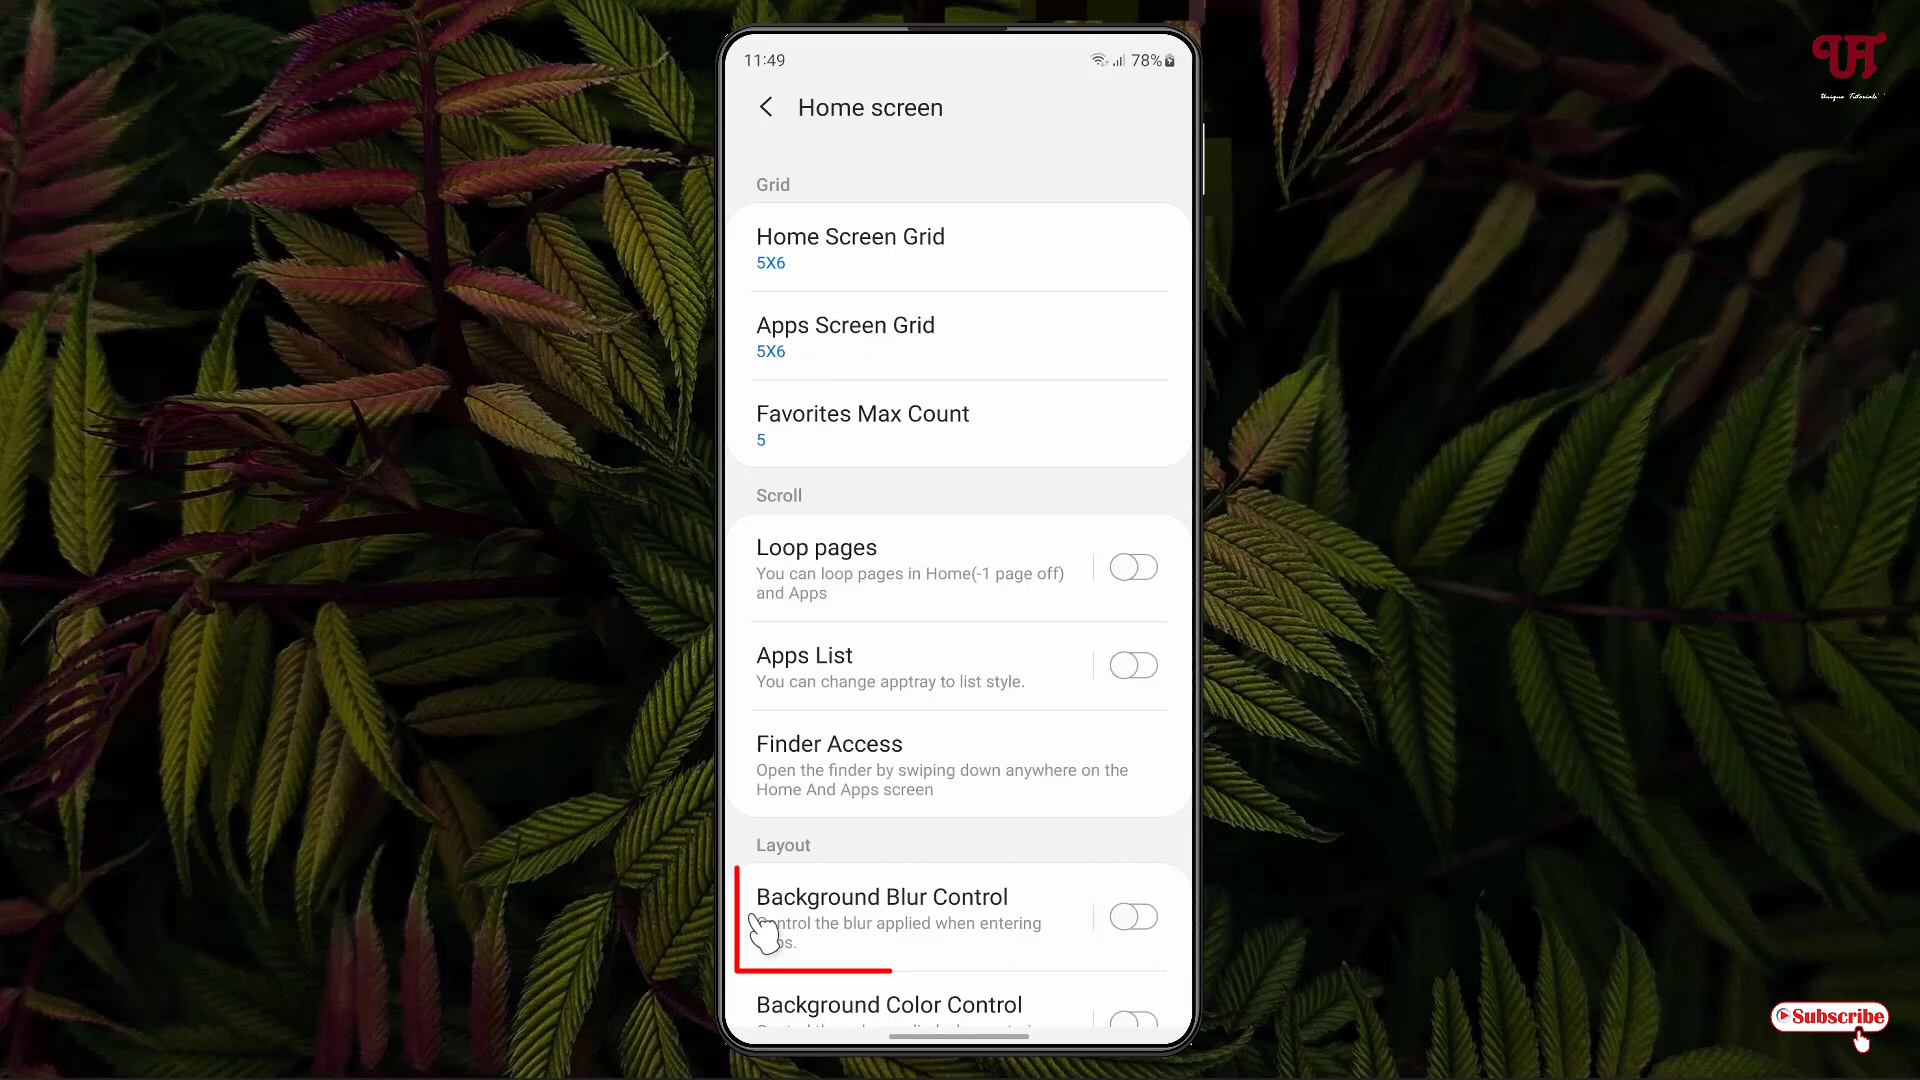 11:49
78%
Home screen
Grid
Home Screen Grid
5X6
Apps Screen Grid
5X6
Favorites Max Count
5
Scroll
Loop pages
You can loop pages in Home(-1 page off)
and Apps
Apps List
You can change apptray to list style.
Finder Access
Open the finder by swiping down anywhere on the
Home And Apps screen
Layout
Background Blur Control
ntrol the blur applied when entering
Background Color Control
UT
Unique Tutorials
Subscribe